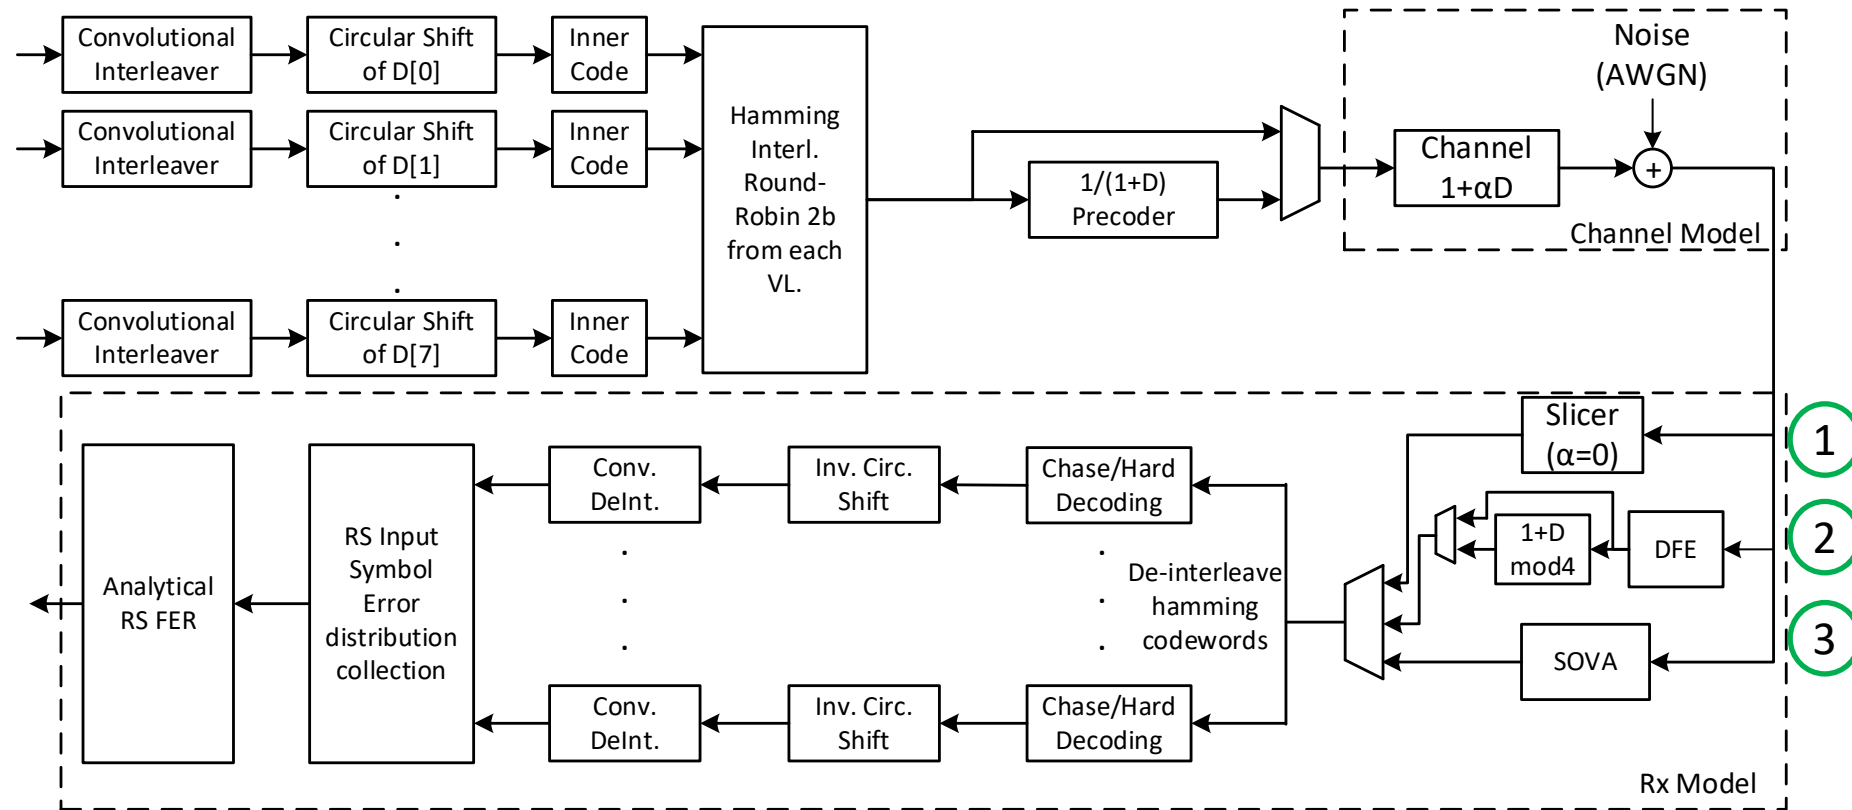 Convolutional
Interleaver
Circular Shift
of D[0]
Inner
Code
Convolutional
Interleaver
Circular Shift
of D[1]
Inner
Code
Convolutional
Interleaver
Circular Shift
of D[7]
Inner
Code
Hamming
Interl.
Round-
Robin 2b
from each
VL.
1/(1+D)
Precoder
Noise
(AWGN)
Channel
1+αD
+
Channel Model
Slicer
(α=0)
1
1+D
mod4
DFE
2
SOVA
3
De-interleave
hamming
codewords
Chase/Hard
Decoding
Inv. Circ.
Shift
Conv.
DeInt.
Chase/Hard
Decoding
Inv. Circ.
Shift
Conv.
DeInt.
RS Input
Symbol
Error
distribution
collection
Analytical
RS FER
Rx Model